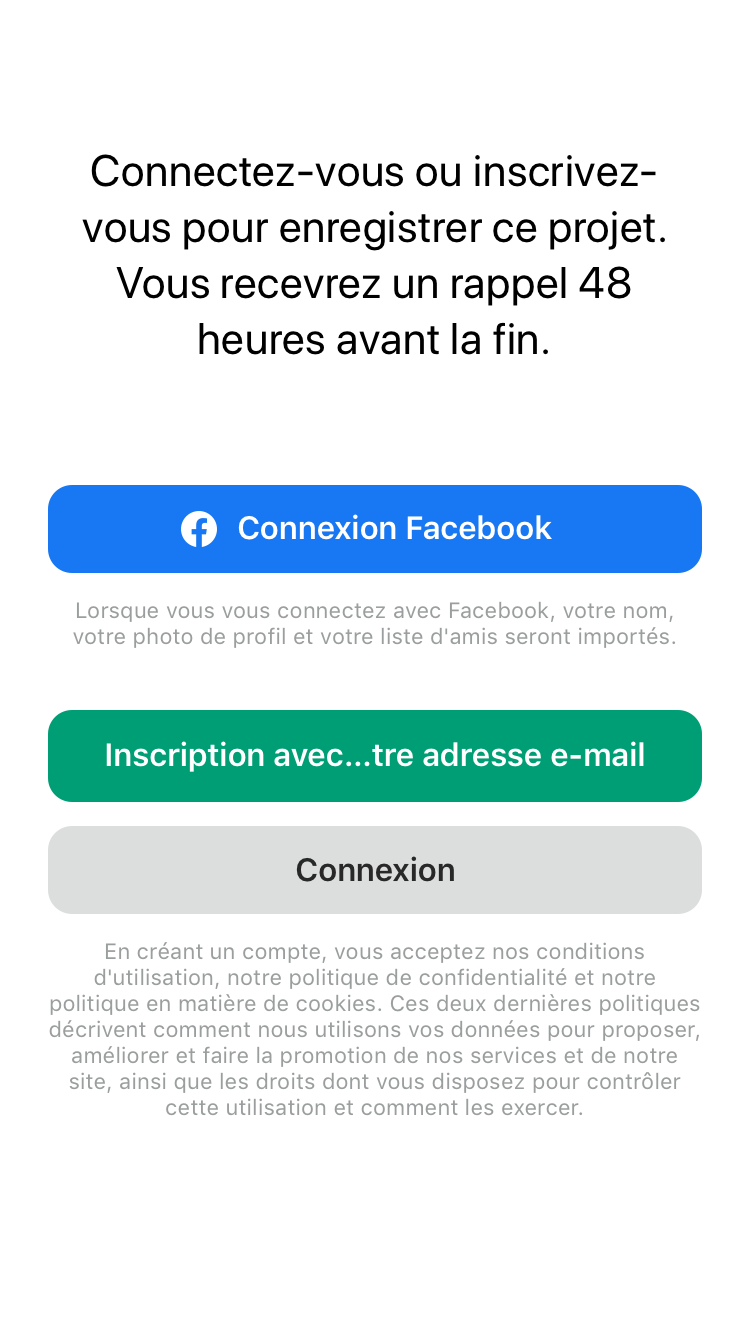 Connectez-vous ou inscrivez-
vous pour enregistrer ce projet.
Vous recevrez un rappel 48
heures avant la fin.
Connexion Facebook
Lorsque vous vous connectez avec Facebook, votre nom,
votre photo de profil et votre liste d'amis seront importés.
Inscription avec...tre adresse e-mail
Connexion
En créant un compte, vous acceptez nos conditions
d'utilisation, notre politique de confidentialité et notre
politique en matière de cookies. Ces deux dernières politiques
décrivent comment nous utilisons vos données pour proposer,
améliorer et faire la promotion de nos services et de notre
site, ainsi que les droits dont vous disposez pour contrôler
cette utilisation et comment les exercer.